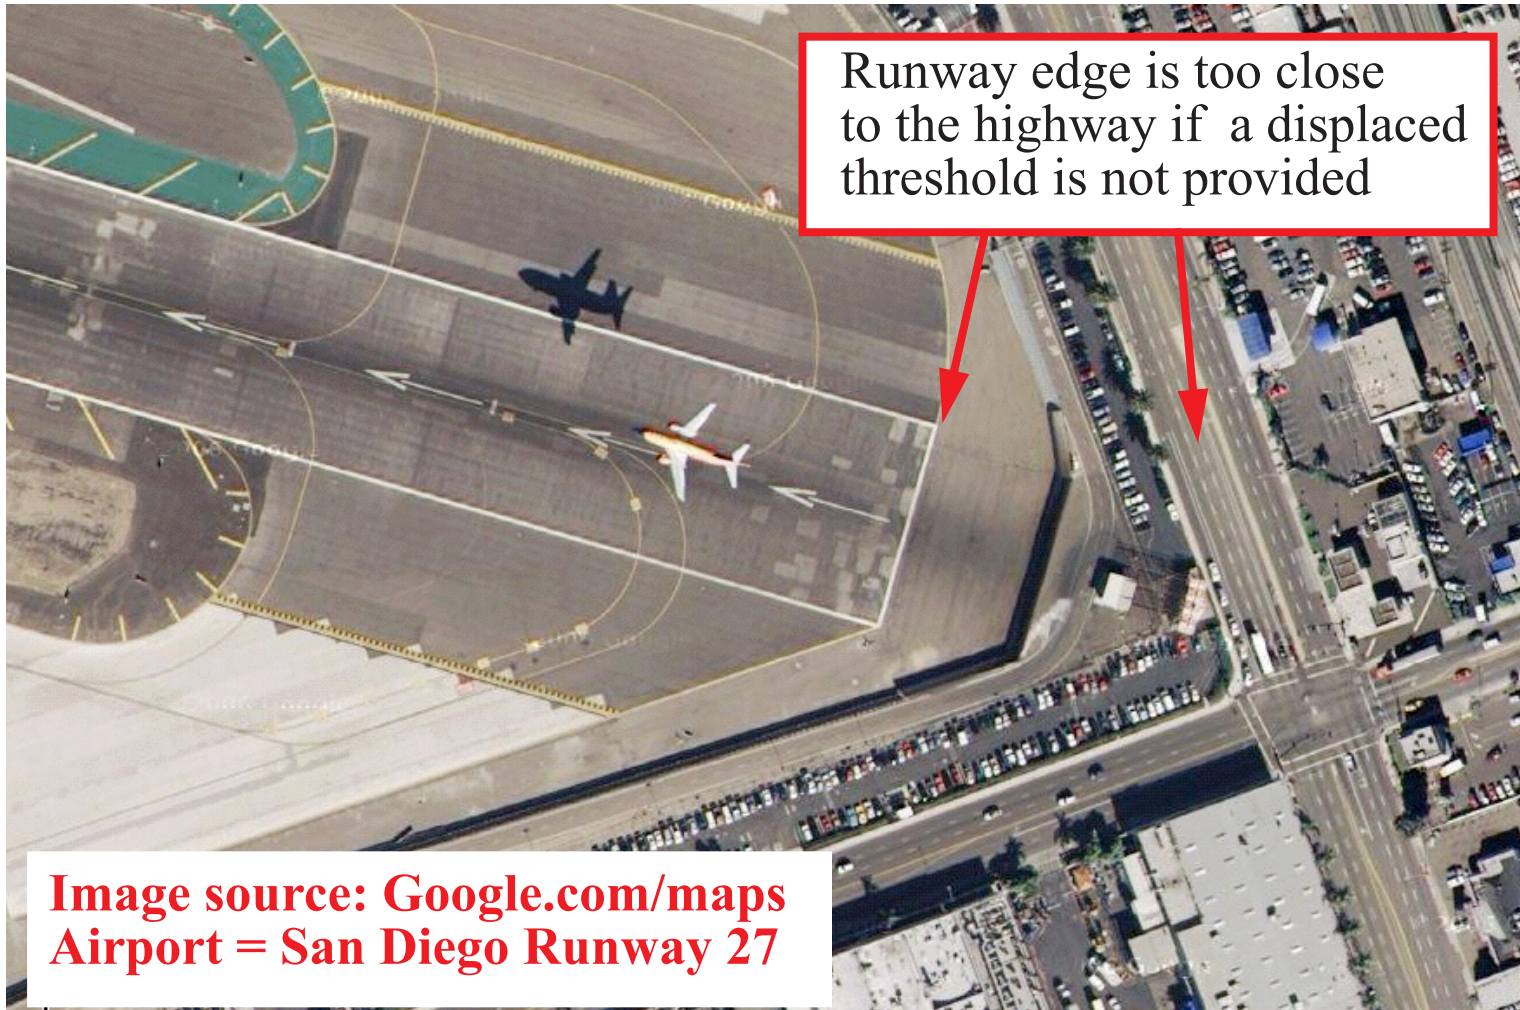 Runway edge is too close
to the highway if a displaced
threshold is not provided
Image source: Google.com/maps
Airport = San Diego Runway 27